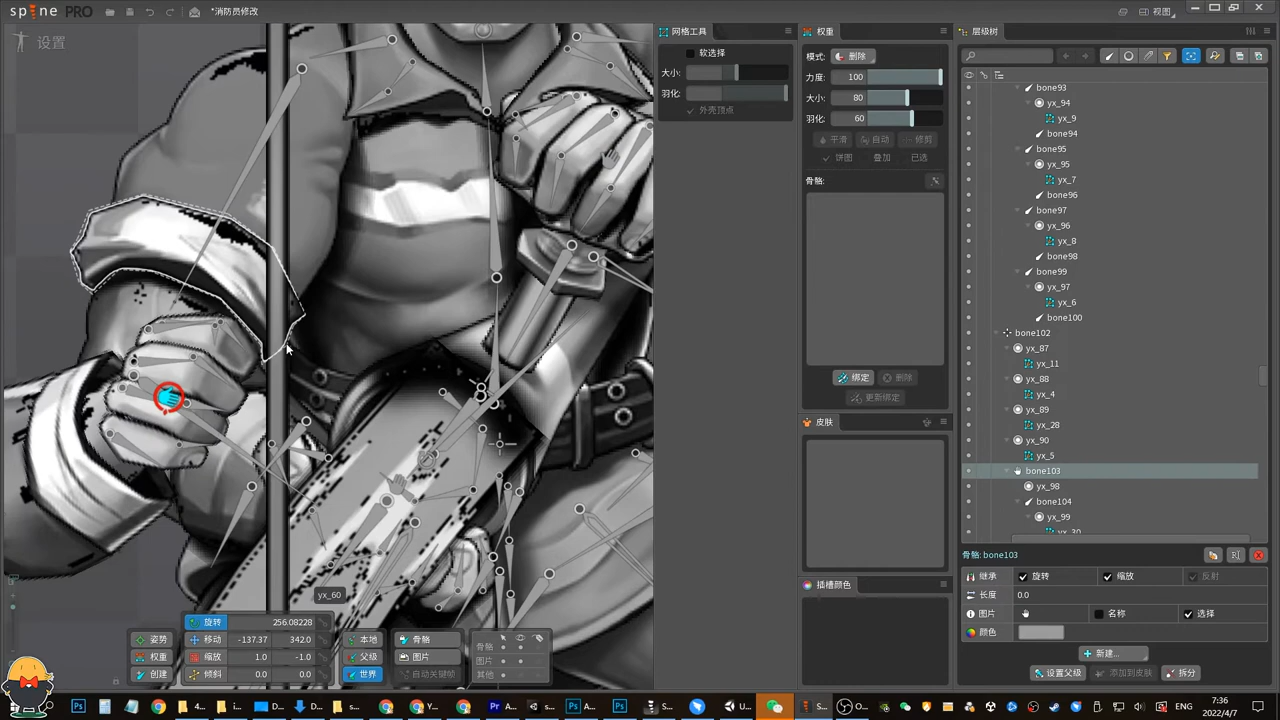 spine PRO
*消防员修改
视图
设置
网格工具
软选择
大小:
羽化:
外壳顶点
权重
模式:
删除
力度:
100
大小:
80
羽化:
60
平滑
自动
修剪
饼图
叠加
已选
骨骼:
绑定
删除
更新绑定
皮肤
插槽颜色
层级树
bone93
yx_94
yx_9
bone94
bone95
yx_95
yx_7
bone96
bone97
yx_96
yx_8
bone98
bone99
yx_97
yx_6
bone100
bone102
yx_87
yx_11
yx_88
yx_4
yx_89
yx_28
yx_90
yx_5
bone103
yx_98
bone104
yx_99
yx_30
骨骼: bone103
继承
旋转
缩放
反射
长度
0.0
图片
名称
选择
颜色
新建...
设置父级
添加到皮肤
拆分
yx_60
姿势
权重
创建
旋转
256.08228
移动
-137.37
342.0
缩放
1.0
-1.0
倾斜
0.0
0.0
本地
父级
世界
骨骼
图片
自动关键帧
骨骼
图片
其他
4...
i...
D...
D...
s...
A...
Y...
A...
s...
A...
S...
U...
S...
O...
ENG
7:36
2022/4/7